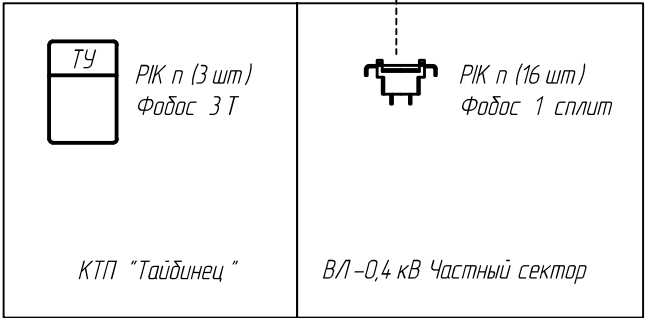 ТУ
PIK n (3 шт)
Фобос 3 Т
КТП "Тайбинец"
PIK n (16 шт)
Фобос 1 сплит
ВЛ-0,4 кВ Частный сектор